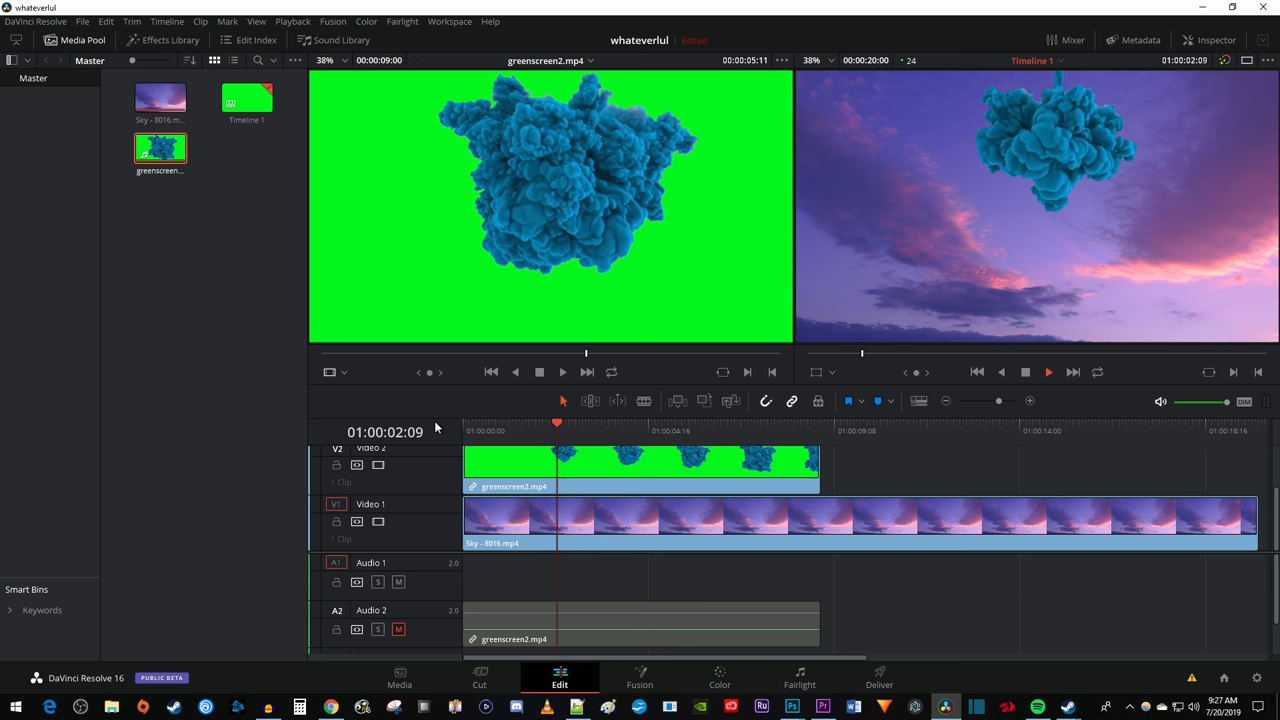 whateverlul
DaVinci Resolve File Edit Trim Timeline Clip Mark View Playback Fusion Color Fairlight Workspace Help
Media Pool Effects Library Edit Index Sound Library whateverlul Edited Mixer Metadata Inspector
Master 38% 00:00:09:00 greenscreen2.mp4 00:00:05:11 38% 00:00:20:00 24 Timeline 1 01:00:02:09
Master
Sky - 8016.m... Timeline 1
greenscreen...
01:00:02:09 01:00:00:00 01:00:04:16 01:00:09:08 01:00:14:00 01:00:18:16
DIM
V2 Video 2
1 Clip greenscreen2.mp4
V1 Video 1
1 Clip Sky - 8016.mp4
A1 Audio 1 2.0
S M
A2 Audio 2 2.0
S M
greenscreen2.mp4
Smart Bins
Keywords
DaVinci Resolve 16 PUBLIC BETA Media Cut Edit Fusion Color Fairlight Deliver
9:27 AM
7/20/2019